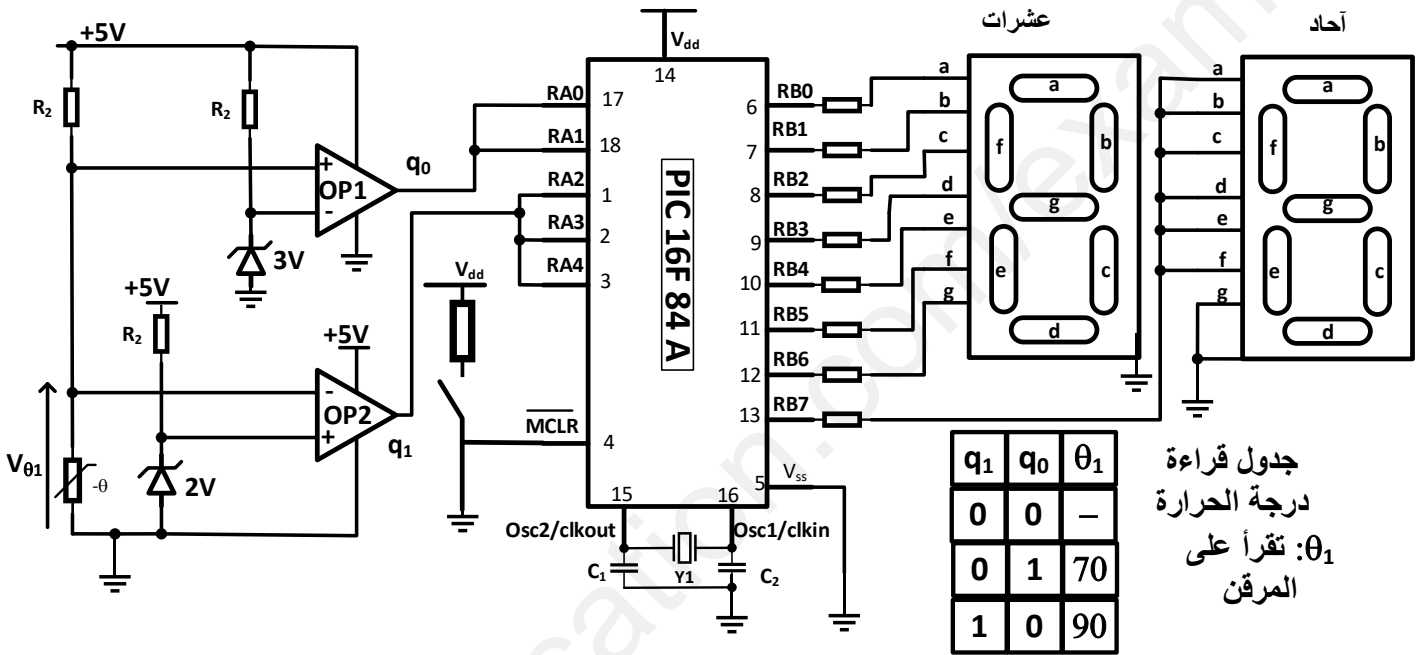 عشرات
آحاد
+5V
R₂
R₂
+
OP1
-
q₀
3V
+5V
R₂
+5V
-
OP2
+
q₁
2V
Vθ1
-θ
V_dd
14
RA0
17
RA1
18
RA2
1
RA3
2
RA4
3
V_dd
MCLR
4
PIC 16F 84 A
15
16
Osc2/clkout
Osc1/clkin
C₁
Y1
C₂
V_ss
5
6
RB0
7
RB1
8
RB2
9
RB3
10
RB4
11
RB5
12
RB6
13
RB7
a
b
c
d
e
f
g
a
f
b
g
e
c
d
a
b
c
d
e
f
g
a
f
b
g
e
c
d
q₁ q₀ θ₁
0 0 –
0 1 70
1 0 90
جدول قراءة
درجة الحرارة
θ₁: تقرأ على
المرقن